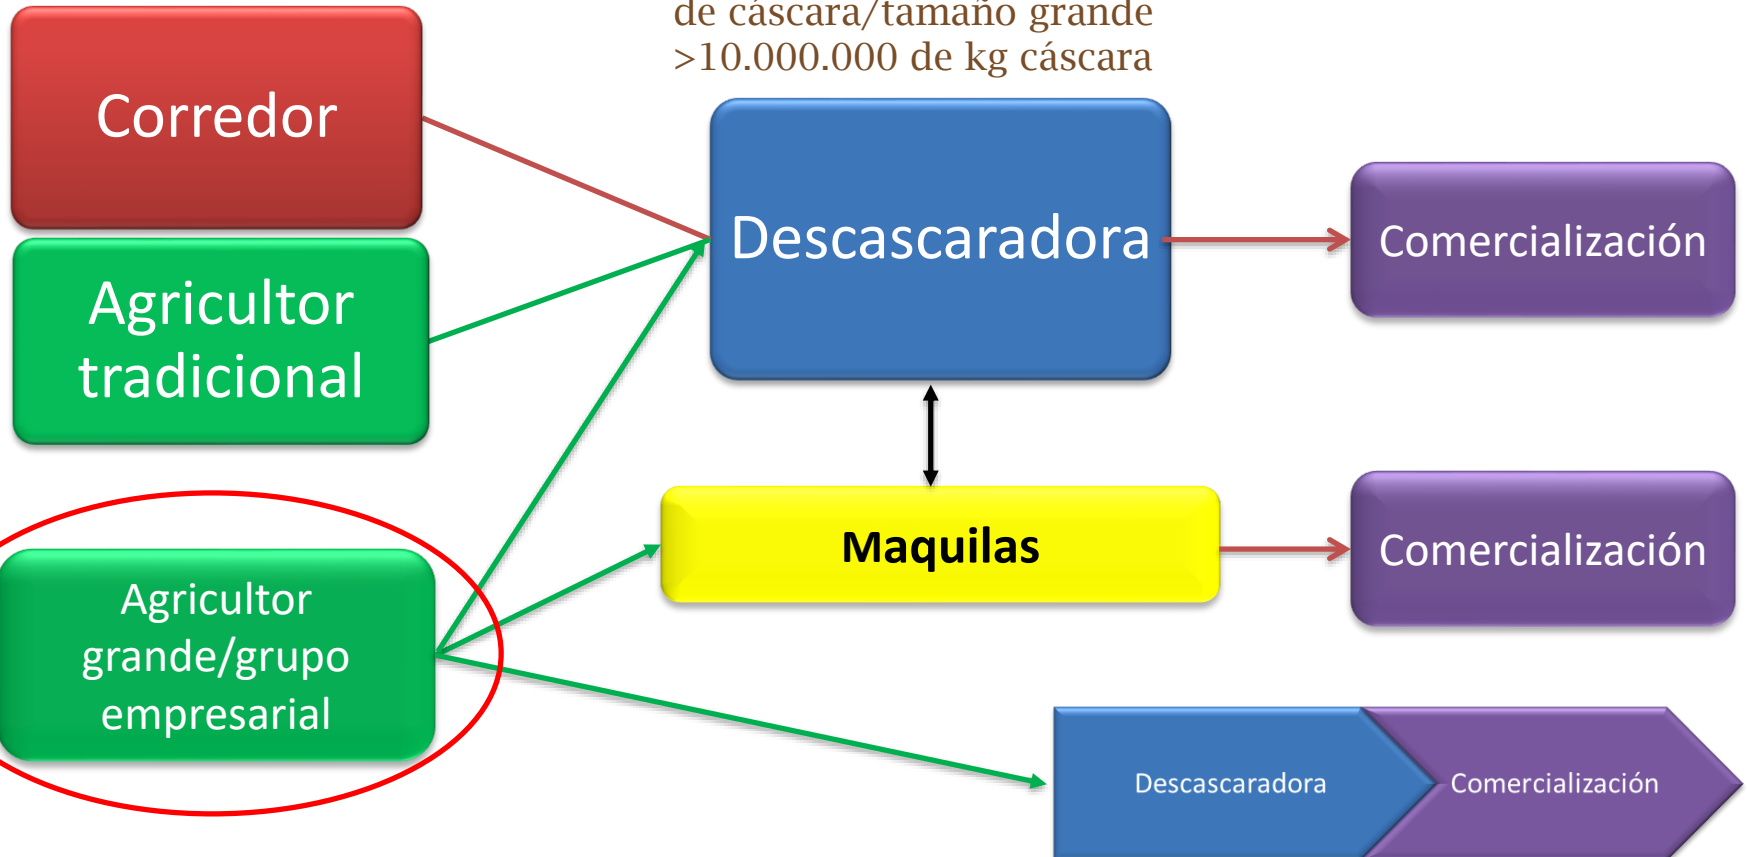 de cáscara/tamaño grande
>10.000.000 de kg cáscara
Corredor
Descascaradora
Comercialización
Agricultor
tradicional
Maquilas
Comercialización
Agricultor
grande/grupo
empresarial
Descascaradora
Comercialización